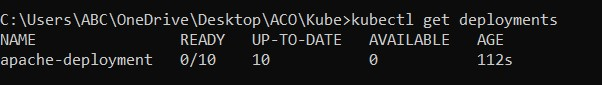 C:\Users\ABC\OneDrive\Desktop\ACO\Kube>kubectl get deployments
NAME READY UP-TO-DATE AVAILABLE AGE
apache-deployment 0/10 10 0 112s